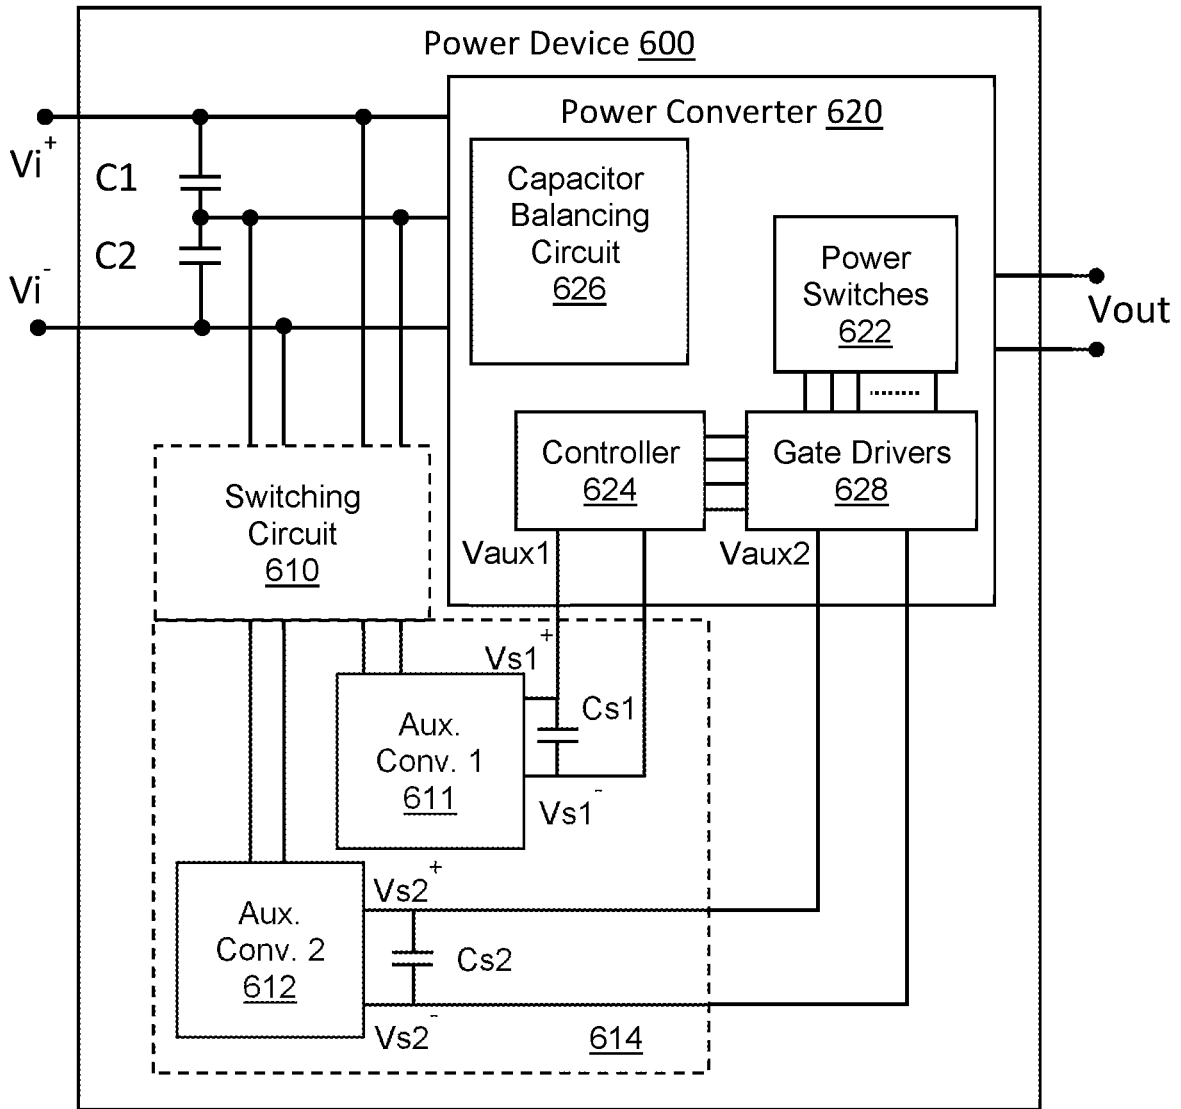 Power Device 600
Power Converter 620
Vi+
C1
C2
Vi-
Capacitor
Balancing
Circuit
626
Power
Switches
622
Vout
Controller
624
Gate Drivers
628
Switching
Circuit
610
Vaux1
Vaux2
Vs1+
Cs1
Aux.
Conv. 1
611
Vs1-
Vs2+
Aux.
Conv. 2
612
Cs2
Vs2-
614